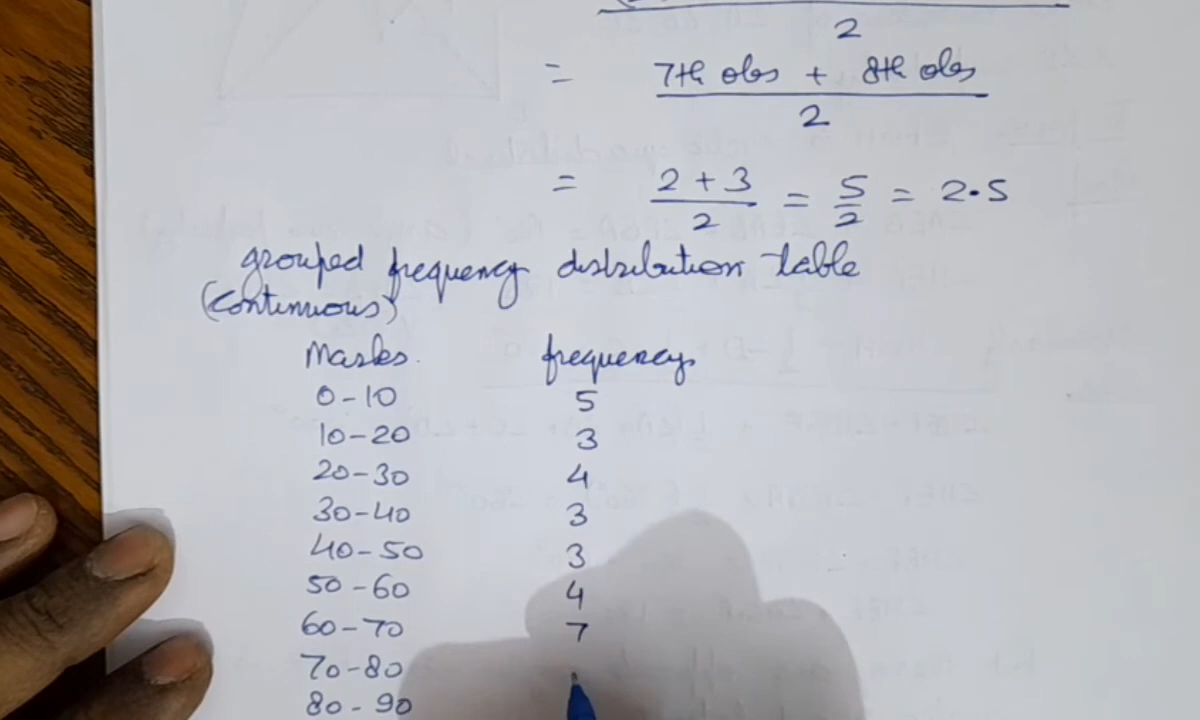 2
= 7th obs + 8th obs
2
= 2 + 3 / 2 = 5 / 2 = 2.5
grouped frequency distribution table
(continuous)
Marks. frequency
0-10 5
10-20 3
20-30 4
30-40 3
40-50 3
50-60 4
60-70 7
70-80
80-90